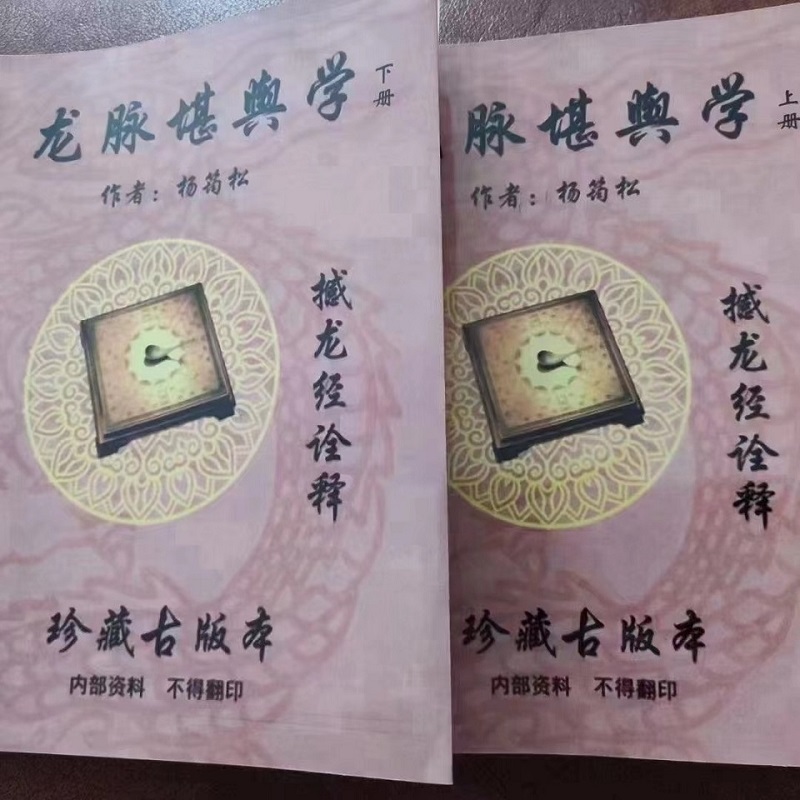 龙脉堪舆学
下册
作者：杨筠松
撼龙经诠释
珍藏古版本
内部资料 不得翻印
脉堪舆学
上册
作者：杨筠松
撼龙经诠释
珍藏古版本
内部资料 不得翻印